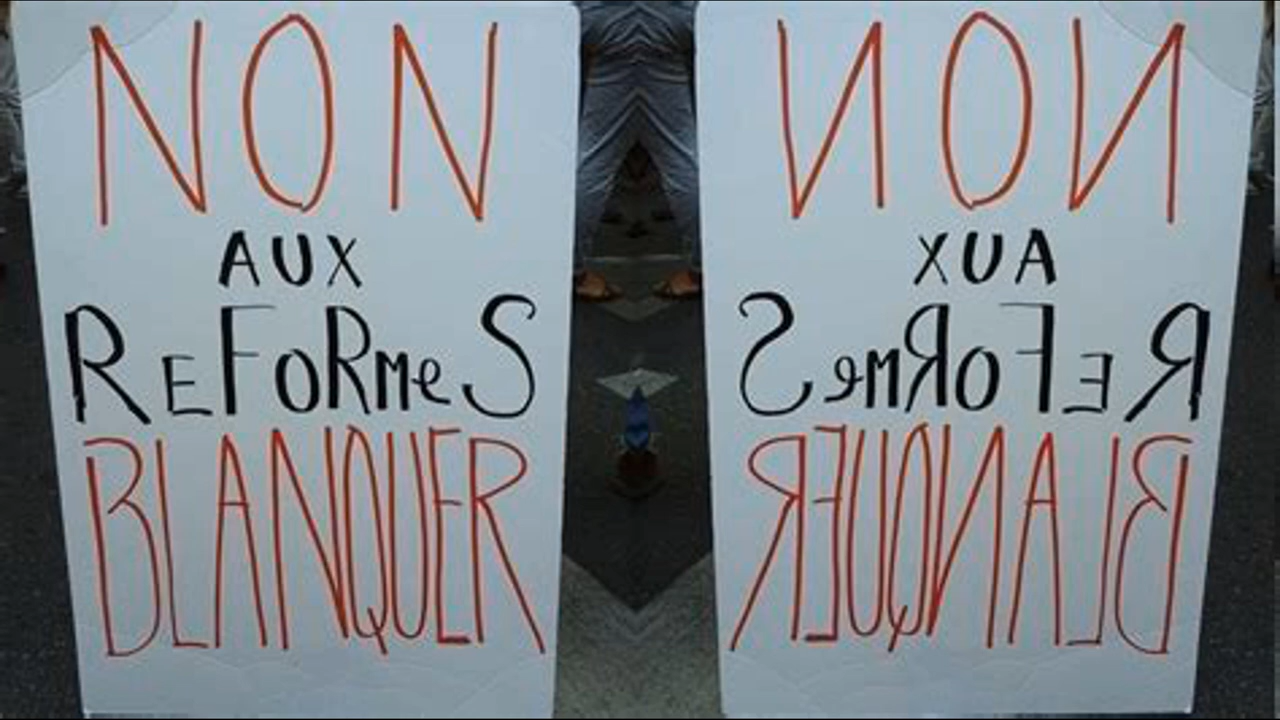 NON
AUX
REFORMeS
BLANQUER
NON
AUX
REFORMeS
BLANQUER